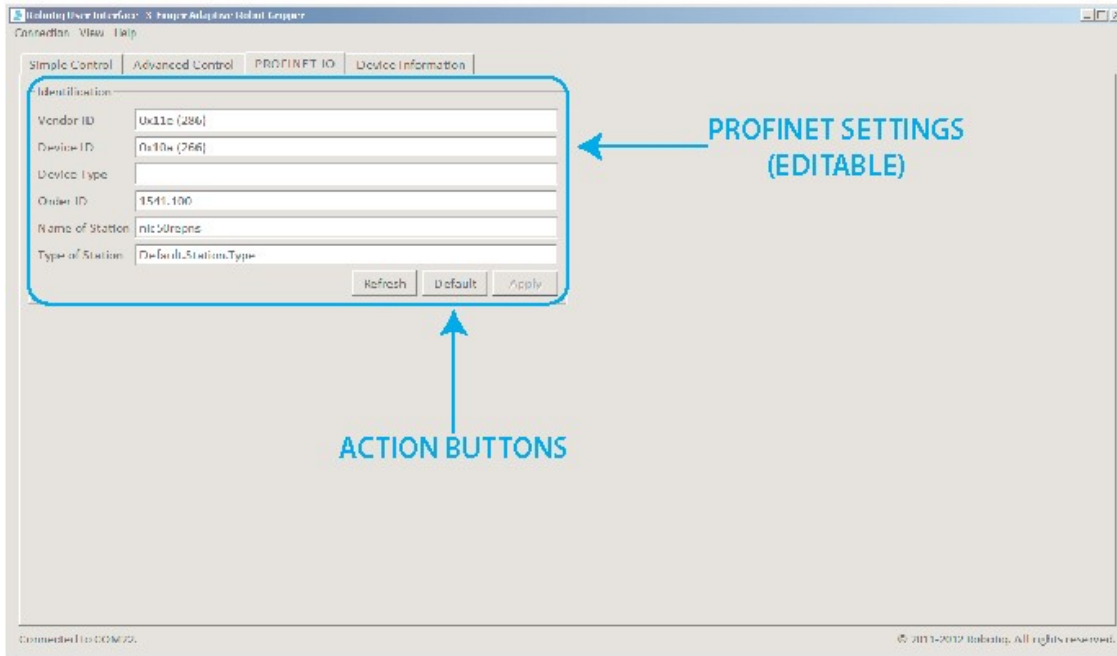 Robotiq User Interface - 3-Finger Adaptive Robot Gripper
Connection View Help
Simple Control Advanced Control PROFINET IO Device Information
Identification
Vendor ID 0x11e (286)
Device ID 0x10a (266)
Device Type
Order ID 1541.100
Name of Station nic50repns
Type of Station Default-Station-Type
Refresh Default Apply
PROFINET SETTINGS
(EDITABLE)
ACTION BUTTONS
Connected to COM22.
© 2011-2012 Robotiq. All rights reserved.